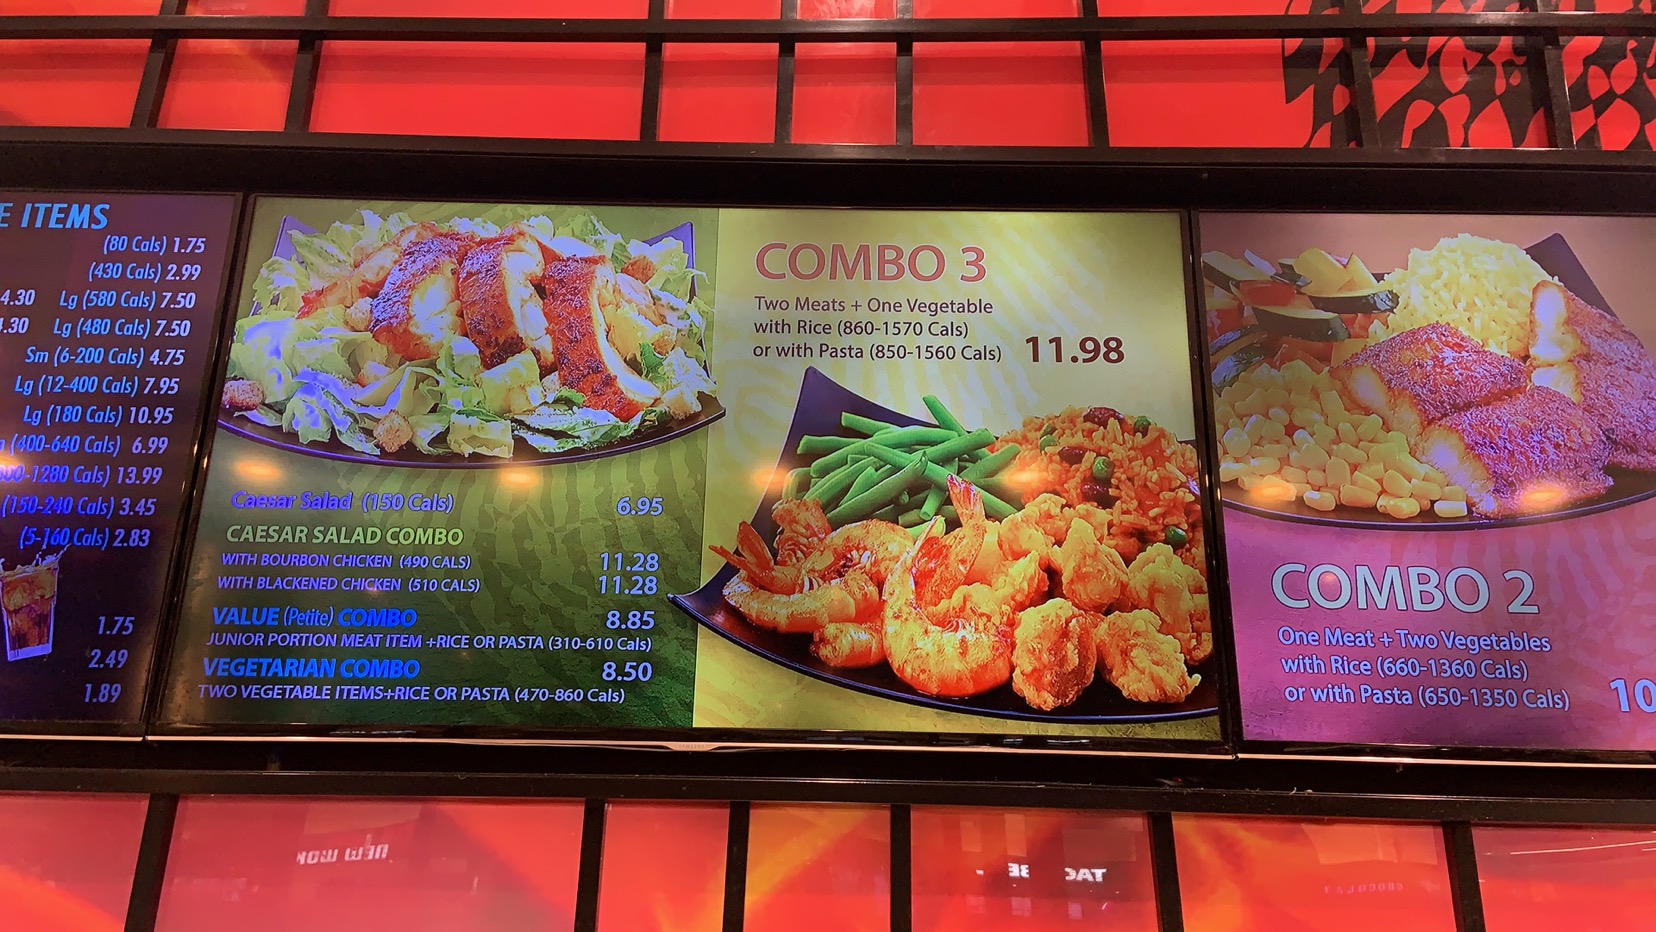 E ITEMS
(80 Cals) 1.75
(430 Cals) 2.99
4.30 Lg (580 Cals) 7.50
4.30 Lg (480 Cals) 7.50
Sm (6-200 Cals) 4.75
Lg (12-400 Cals) 7.95
Lg (180 Cals) 10.95
(400-640 Cals) 6.99
-1280 Cals) 13.99
(150-240 Cals) 3.45
(5-160 Cals) 2.83
1.75
2.49
1.89
Caesar Salad (150 Cals) 6.95
CAESAR SALAD COMBO
WITH BOURBON CHICKEN (490 CALS) 11.28
WITH BLACKENED CHICKEN (510 CALS) 11.28
VALUE (Petite) COMBO 8.85
JUNIOR PORTION MEAT ITEM +RICE OR PASTA (310-610 Cals)
VEGETARIAN COMBO 8.50
TWO VEGETABLE ITEMS+RICE OR PASTA (470-860 Cals)
COMBO 3
Two Meats + One Vegetable
with Rice (860-1570 Cals)
or with Pasta (850-1560 Cals) 11.98
COMBO 2
One Meat + Two Vegetables
with Rice (660-1360 Cals)
or with Pasta (650-1350 Cals) 10
NEW WOK
TAC BE